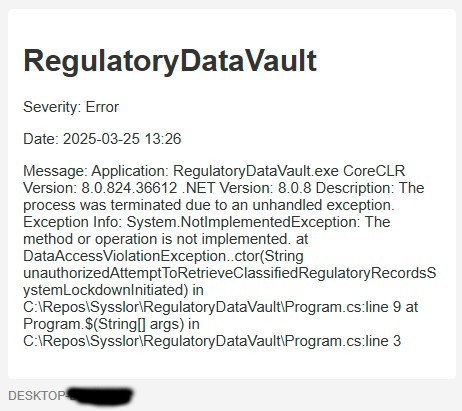 RegulatoryDataVault
Severity: Error
Date: 2025-03-25 13:26
Message: Application: RegulatoryDataVault.exe CoreCLR
Version: 8.0.824.36612 .NET Version: 8.0.8 Description: The
process was terminated due to an unhandled exception.
Exception Info: System.NotImplementedException: The
method or operation is not implemented. at
DataAccessViolationException..ctor(String
unauthorizedAttemptToRetrieveClassifiedRegulatoryRecordsS
ystemLockdownInitiated) in
C:\Repos\Sysslor\RegulatoryDataVault\Program.cs:line 9 at
Program.$(String[] args) in
C:\Repos\Sysslor\RegulatoryDataVault\Program.cs:line 3
DESKTOP